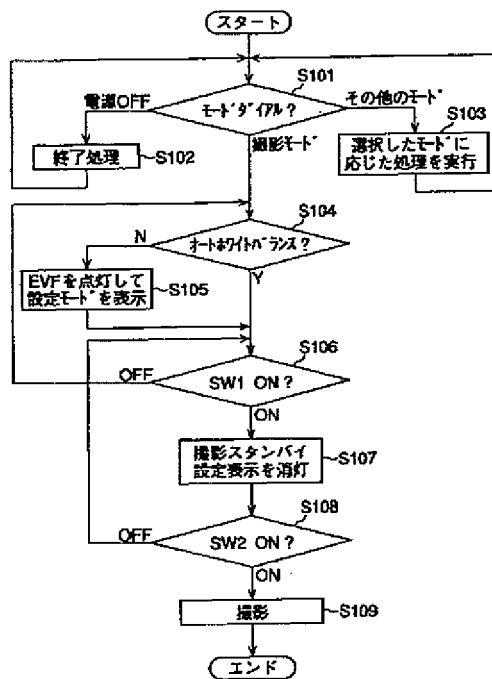 スタート
S101
電源OFF
モードダイアル?
その他のモード
S103
終了処理
S102
撮影モード
選択したモードに
応じた処理を実行
S104
N
オートホワイトバランス?
EVFを点灯して
設定モードを表示
S105
Y
S106
OFF
SW1 ON?
ON
撮影スタンバイ
設定表示を消灯
S107
S108
OFF
SW2 ON?
ON
撮影
S109
エンド